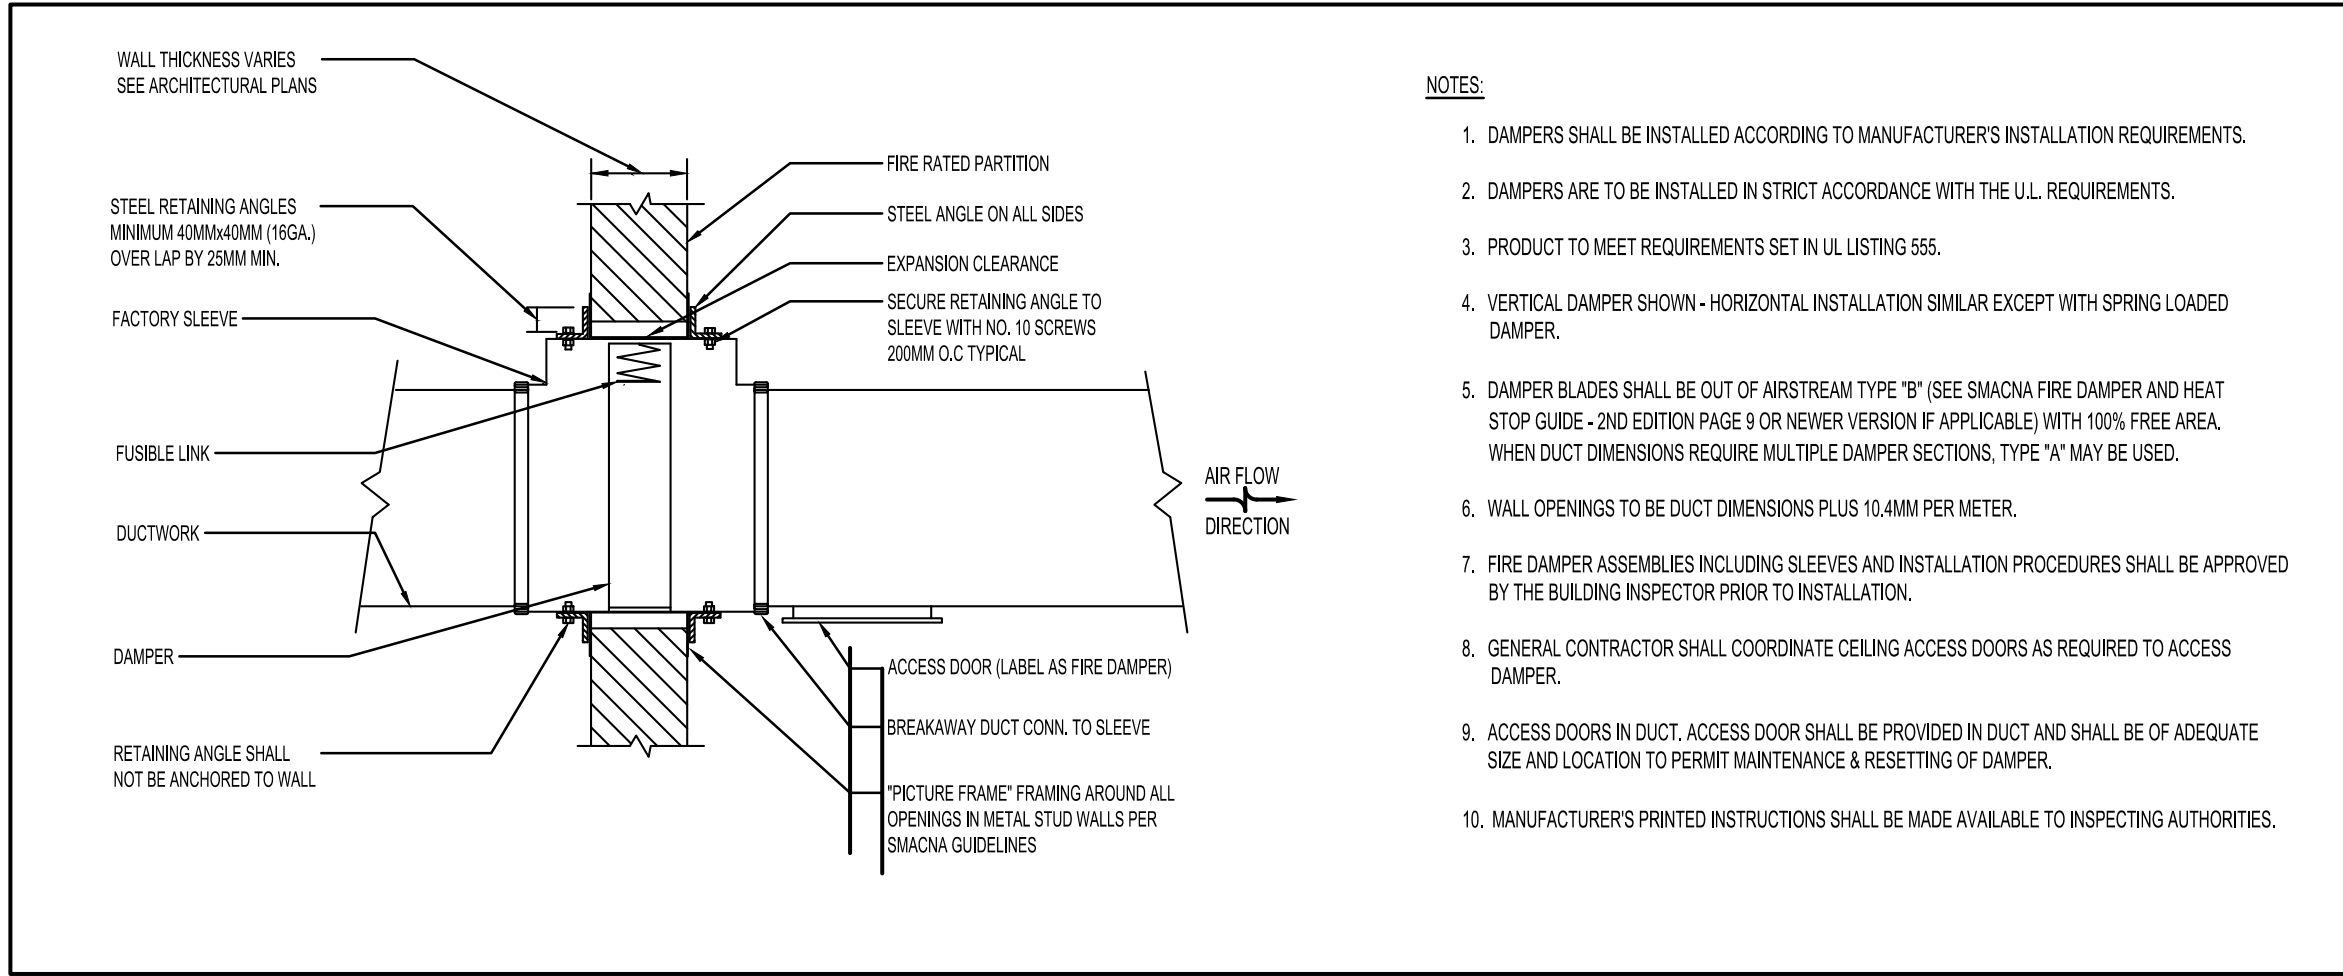 WALL THICKNESS VARIES
SEE ARCHITECTURAL PLANS
STEEL RETAINING ANGLES
MINIMUM 40MMx40MM (16GA.)
OVER LAP BY 25MM MIN.
FACTORY SLEEVE
FUSIBLE LINK
DUCTWORK
DAMPER
RETAINING ANGLE SHALL
NOT BE ANCHORED TO WALL
FIRE RATED PARTITION
STEEL ANGLE ON ALL SIDES
EXPANSION CLEARANCE
SECURE RETAINING ANGLE TO
SLEEVE WITH NO. 10 SCREWS
200MM O.C TYPICAL
AIR FLOW
DIRECTION
ACCESS DOOR (LABEL AS FIRE DAMPER)
BREAKAWAY DUCT CONN. TO SLEEVE
"PICTURE FRAME" FRAMING AROUND ALL
OPENINGS IN METAL STUD WALLS PER
SMACNA GUIDELINES
NOTES:
1. DAMPERS SHALL BE INSTALLED ACCORDING TO MANUFACTURER'S INSTALLATION REQUIREMENTS.
2. DAMPERS ARE TO BE INSTALLED IN STRICT ACCORDANCE WITH THE U.L. REQUIREMENTS.
3. PRODUCT TO MEET REQUIREMENTS SET IN UL LISTING 555.
4. VERTICAL DAMPER SHOWN - HORIZONTAL INSTALLATION SIMILAR EXCEPT WITH SPRING LOADED
DAMPER.
5. DAMPER BLADES SHALL BE OUT OF AIRSTREAM TYPE "B" (SEE SMACNA FIRE DAMPER AND HEAT
STOP GUIDE - 2ND EDITION PAGE 9 OR NEWER VERSION IF APPLICABLE) WITH 100% FREE AREA.
WHEN DUCT DIMENSIONS REQUIRE MULTIPLE DAMPER SECTIONS, TYPE "A" MAY BE USED.
6. WALL OPENINGS TO BE DUCT DIMENSIONS PLUS 10.4MM PER METER.
7. FIRE DAMPER ASSEMBLIES INCLUDING SLEEVES AND INSTALLATION PROCEDURES SHALL BE APPROVED
BY THE BUILDING INSPECTOR PRIOR TO INSTALLATION.
8. GENERAL CONTRACTOR SHALL COORDINATE CEILING ACCESS DOORS AS REQUIRED TO ACCESS
DAMPER.
9. ACCESS DOORS IN DUCT. ACCESS DOOR SHALL BE PROVIDED IN DUCT AND SHALL BE OF ADEQUATE
SIZE AND LOCATION TO PERMIT MAINTENANCE & RESETTING OF DAMPER.
10. MANUFACTURER'S PRINTED INSTRUCTIONS SHALL BE MADE AVAILABLE TO INSPECTING AUTHORITIES.